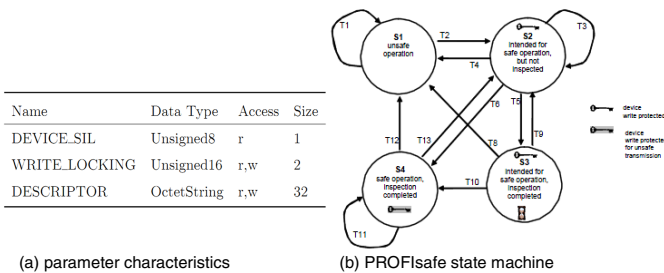 Name Data Type Access Size
DEVICE_SIL Unsigned8 r 1
WRITE_LOCKING Unsigned16 r,w 2
DESCRIPTOR OctetString r,w 32
(a) parameter characteristics
T1
S1
unsafe
operation
T2
T4
S2
intended for
safe operation,
but not
inspected
T3
T6
T5
T9
T8
T12
T13
S4
safe operation,
inspection
completed
T10
S3
intended for
safe operation,
inspection
completed
T11
device
write protected
device
write protected
for unsafe
transmission
(b) PROFIsafe state machine